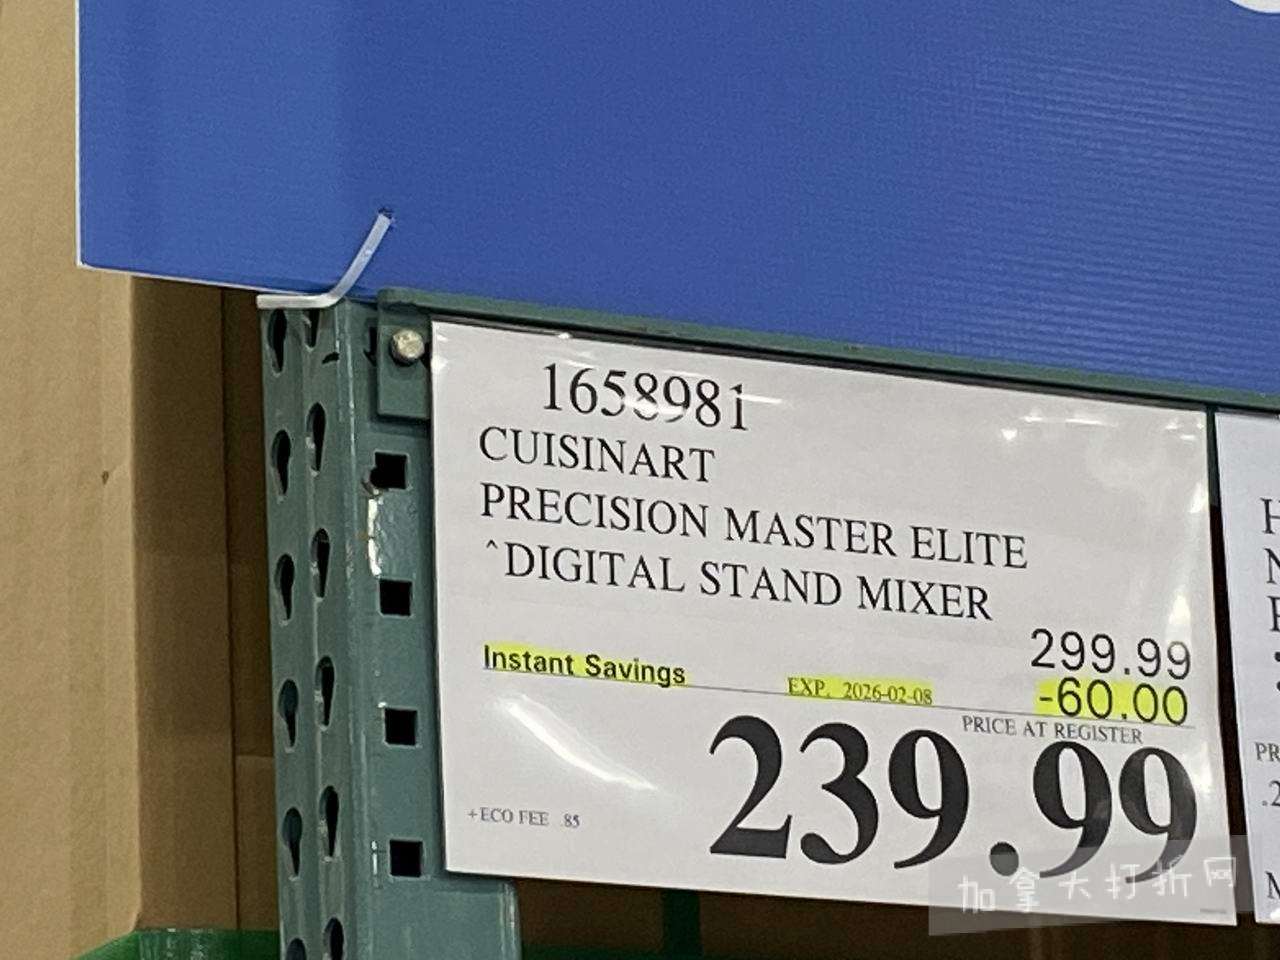 1658981
CUISINART
PRECISION MASTER ELITE
^DIGITAL STAND MIXER
299.99
Instant Savings EXP. 2026-02-08 -60.00
PRICE AT REGISTER
239.99
+ECO FEE .85
加拿大打折网